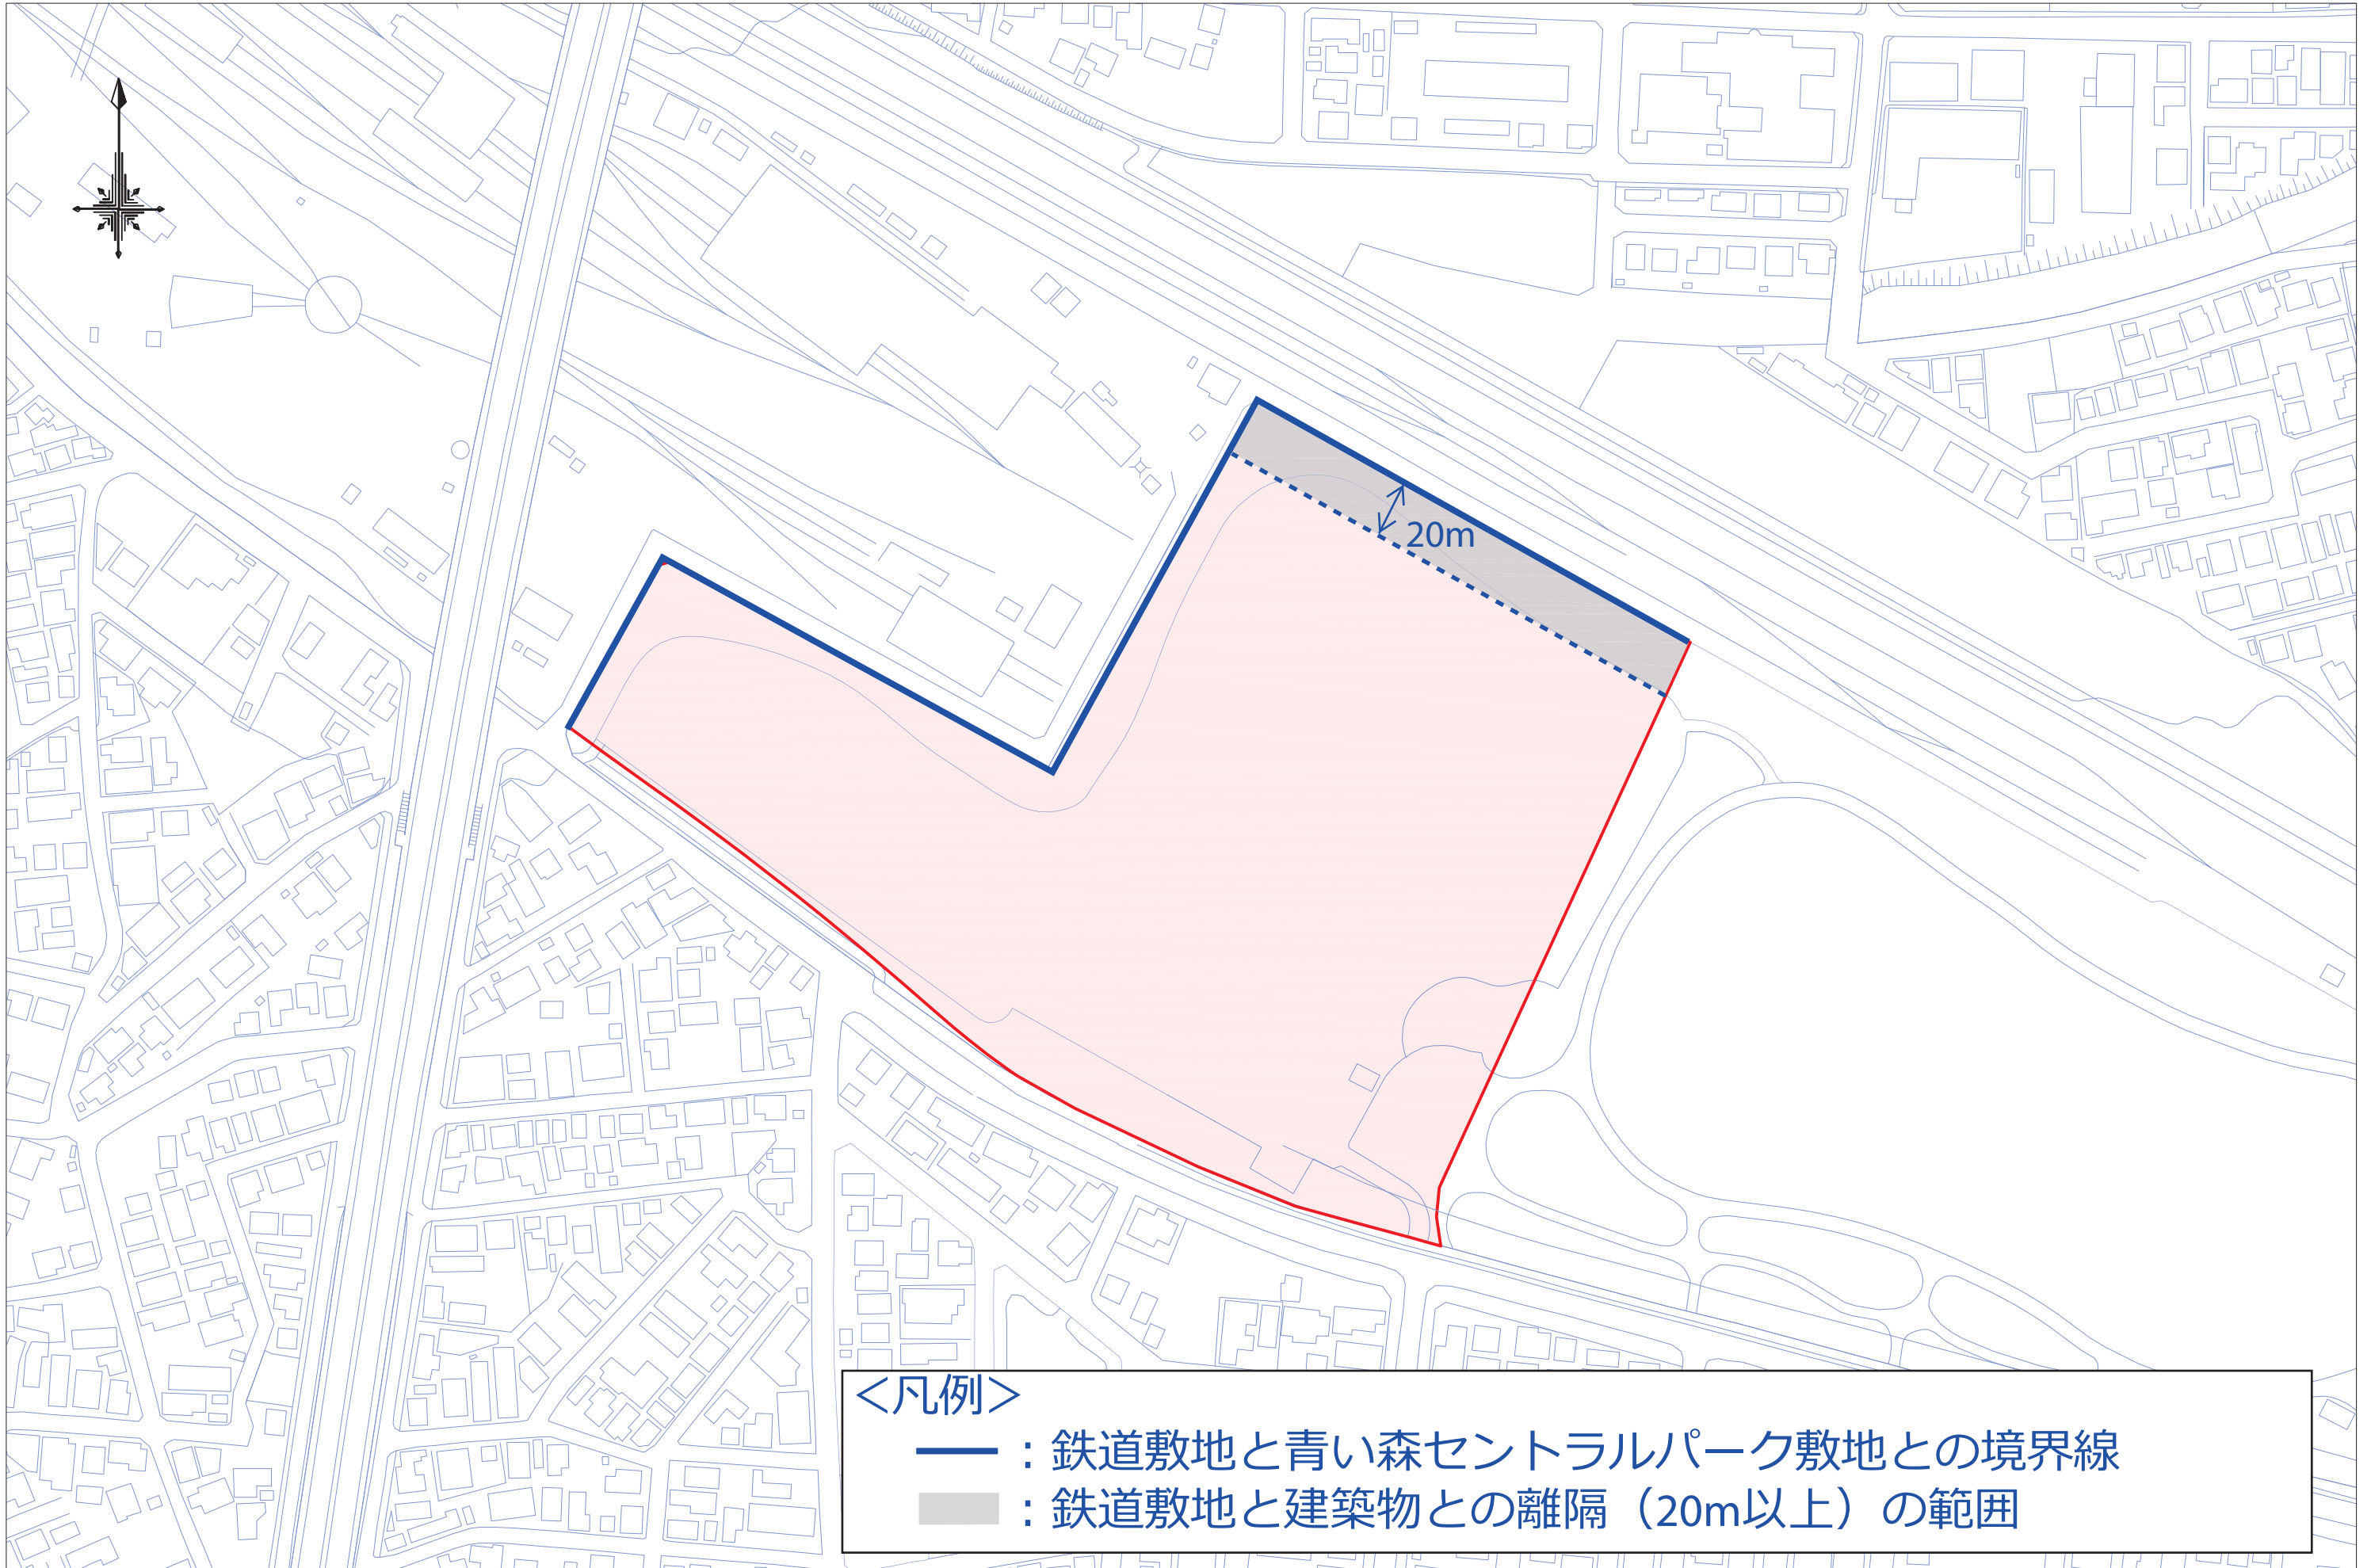 20m
＜凡例＞
：鉄道敷地と青い森セントラルパーク敷地との境界線
：鉄道敷地と建築物との離隔（20m以上）の範囲